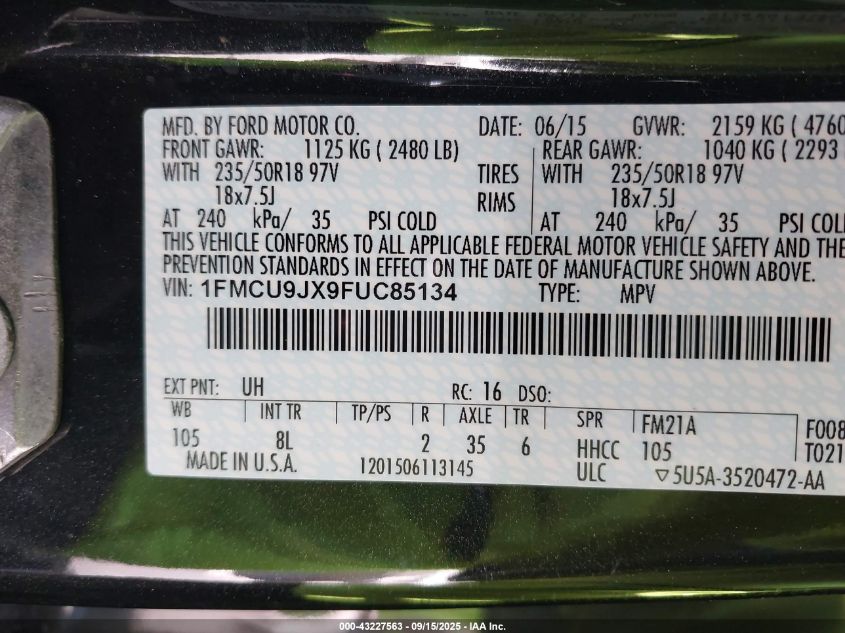 MFD. BY FORD MOTOR CO. DATE: 06/15 GVWR: 2159 KG ( 4760
FRONT GAWR: 1125 KG ( 2480 LB) REAR GAWR: 1040 KG ( 2293
WITH 235/50R18 97V TIRES WITH 235/50R18 97V
18x7.5J RIMS 18x7.5J
AT 240 kPa/ 35 PSI COLD AT 240 kPa/ 35 PSI COLD
THIS VEHICLE CONFORMS TO ALL APPLICABLE FEDERAL MOTOR VEHICLE SAFETY AND THE
PREVENTION STANDARDS IN EFFECT ON THE DATE OF MANUFACTURE SHOWN ABOVE.
VIN: 1FMCU9JX9FUC85134 TYPE: MPV
EXT PNT: UH RC: 16 DSO:
WB INT TR TP/PS R AXLE TR SPR FM21A F008
105 8L 2 35 6 HHCC 105 T021
MADE IN U.S.A. 1201506113145 ULC ▽5U5A-3520472-AA
000-43227563 - 09/15/2025 - IAA Inc.